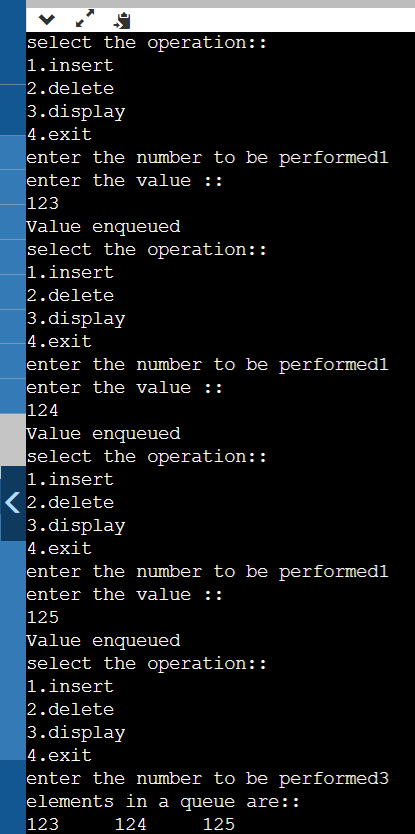 select the operation::
1.insert
2.delete
3.display
4.exit
enter the number to be performed1
enter the value ::
123
Value enqueued
select the operation::
1.insert
2.delete
3.display
4.exit
enter the number to be performed1
enter the value ::
124
Value enqueued
select the operation::
1.insert
2.delete
3.display
4.exit
enter the number to be performed1
enter the value ::
125
Value enqueued
select the operation::
1.insert
2.delete
3.display
4.exit
enter the number to be performed3
elements in a queue are::
123 124 125